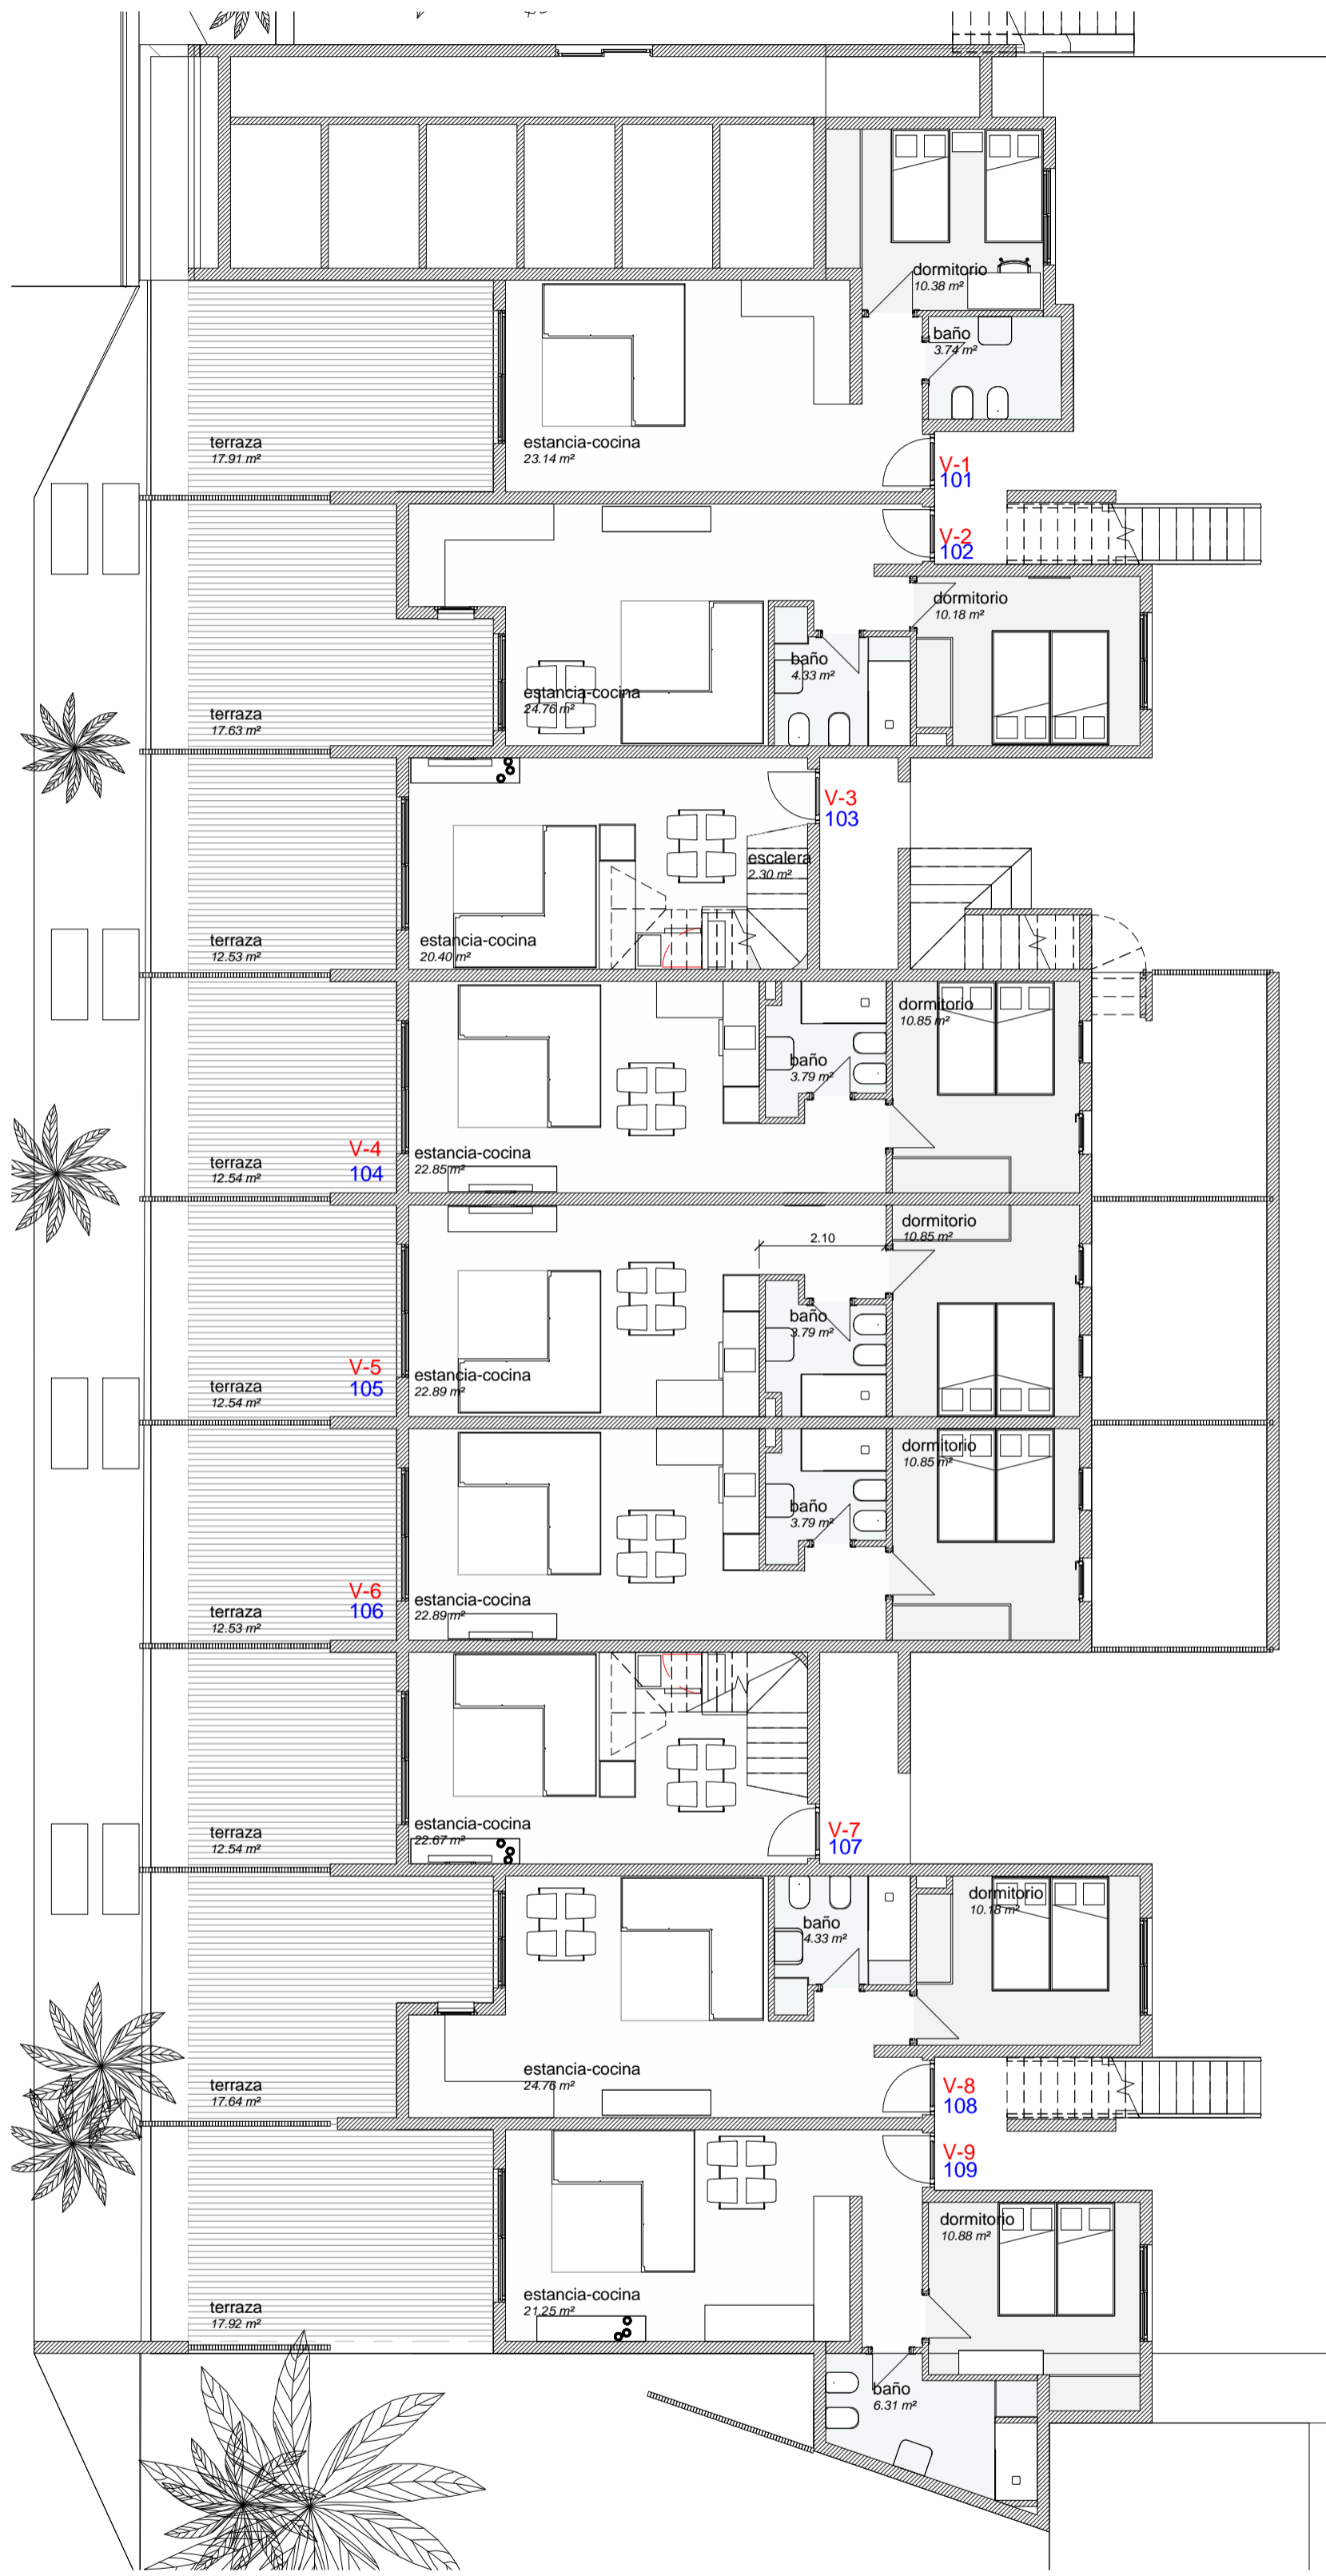 dormitorio
10.38 m²
baño
3.74 m²
terraza
17.91 m²
estancia-cocina
23.14 m²
V-1
101
V-2
102
dormitorio
10.18 m²
baño
4.33 m²
estancia-cocina
24.76 m²
terraza
17.63 m²
V-3
103
escalera
2.30 m²
terraza
12.53 m²
estancia-cocina
20.40 m²
dormitorio
10.85 m²
baño
3.79 m²
V-4
104
estancia-cocina
22.85 m²
terraza
12.54 m²
dormitorio
10.85 m²
2.10
baño
3.79 m²
V-5
105
estancia-cocina
22.89 m²
terraza
12.54 m²
dormitorio
10.85 m²
baño
3.79 m²
V-6
106
estancia-cocina
22.89 m²
terraza
12.53 m²
estancia-cocina
22.67 m²
V-7
107
terraza
12.54 m²
dormitorio
10.18 m²
baño
4.33 m²
estancia-cocina
24.76 m²
terraza
17.64 m²
V-8
108
V-9
109
dormitorio
10.88 m²
estancia-cocina
21.25 m²
terraza
17.92 m²
baño
6.31 m²